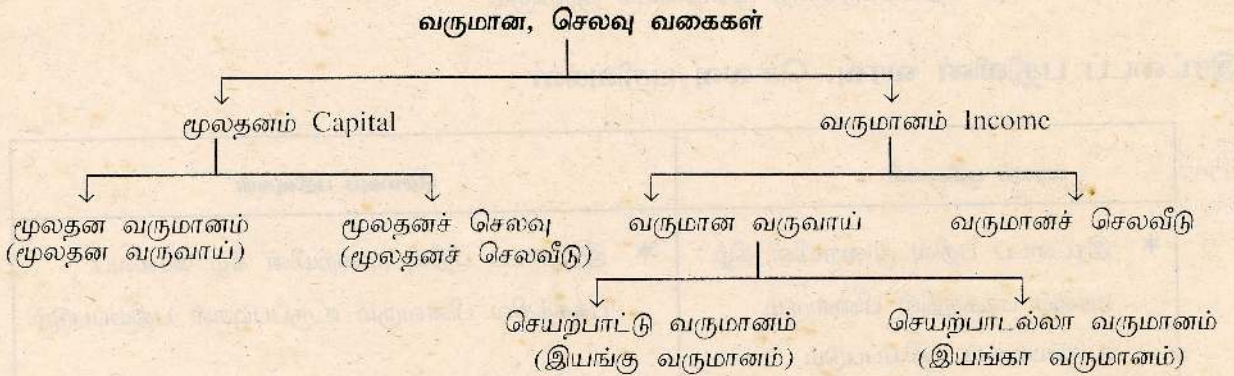 வருமான, செலவு வகைகள்
மூலதனம் Capital
வருமானம் Income
மூலதன வருமானம்
(மூலதன வருவாய்)
மூலதனச் செலவு
(மூலதனச் செலவீடு)
வருமான வருவாய்
வருமானச் செலவீடு
செயற்பாட்டு வருமானம்
(இயங்கு வருமானம்)
செயற்பாடல்லா வருமானம்
(இயங்கா வருமானம்)